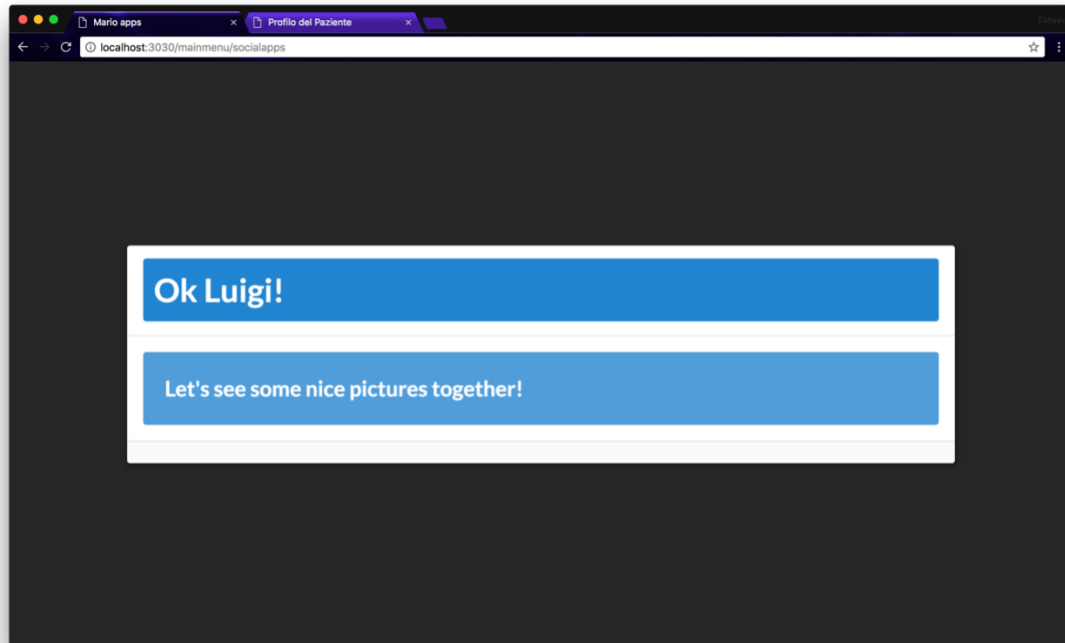 Mario apps
Profilo del Paziente
localhost:3030/mainmenu/socialapps
Ok Luigi!
Let's see some nice pictures together!